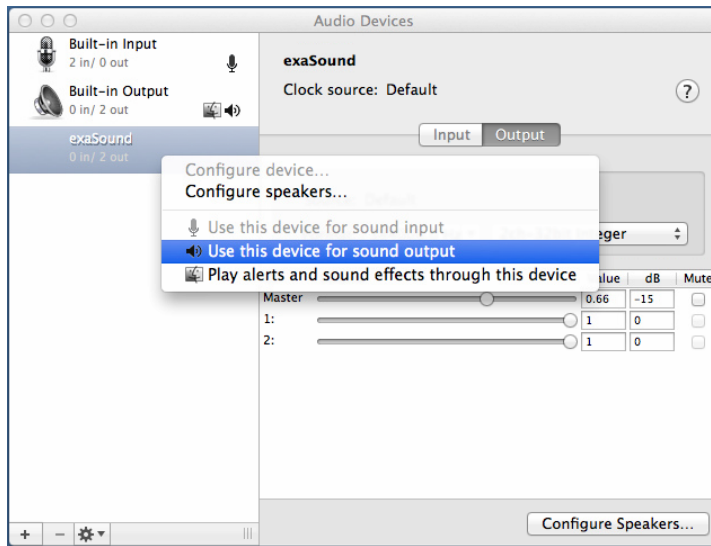 Audio Devices
Built-in Input
2 in/ 0 out
Built-in Output
0 in/ 2 out
exaSound
0 in/ 2 out
exaSound
Clock source: Default
?
Input Output
Configure device...
Configure speakers...
Use this device for sound input
Use this device for sound output
Play alerts and sound effects through this device
dB Mute
Master 0.66 -15
1: 1 0
2: 1 0
+ −
Configure Speakers...